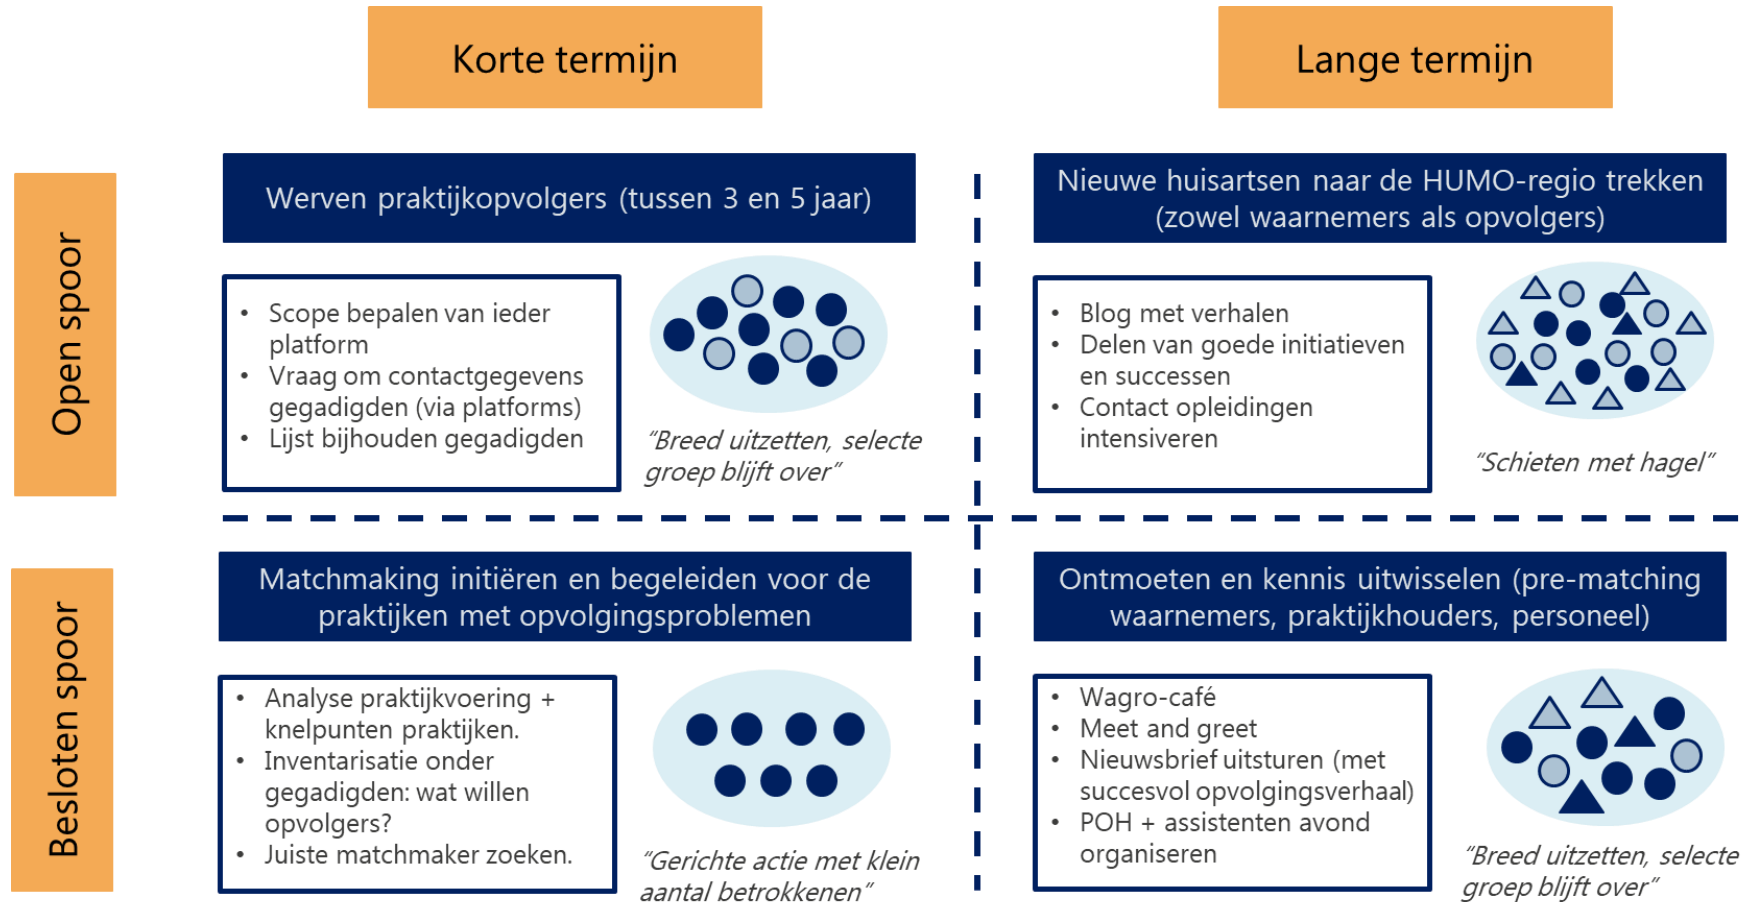 Korte termijn
Lange termijn
Open spoor
Werven praktijkopvolgers (tussen 3 en 5 jaar)
• Scope bepalen van ieder
platform
• Vraag om contactgegevens
gegadigden (via platforms)
• Lijst bijhouden gegadigden
“Breed uitzetten, selecte
groep blijft over”
Nieuwe huisartsen naar de HUMO-regio trekken
(zowel waarnemers als opvolgers)
• Blog met verhalen
• Delen van goede initiatieven
en successen
• Contact opleidingen
intensiveren
“Schieten met hagel”
Besloten spoor
Matchmaking initiëren en begeleiden voor de
praktijken met opvolgingsproblemen
• Analyse praktijkvoering +
knelpunten praktijken.
• Inventarisatie onder
gegadigden: wat willen
opvolgers?
• Juiste matchmaker zoeken.
“Gerichte actie met klein
aantal betrokkenen”
Ontmoeten en kennis uitwisselen (pre-matching
waarnemers, praktijkhouders, personeel)
• Wagro-café
• Meet and greet
• Nieuwsbrief uitsturen (met
succesvol opvolgingsverhaal)
• POH + assistenten avond
organiseren
“Breed uitzetten, selecte
groep blijft over”